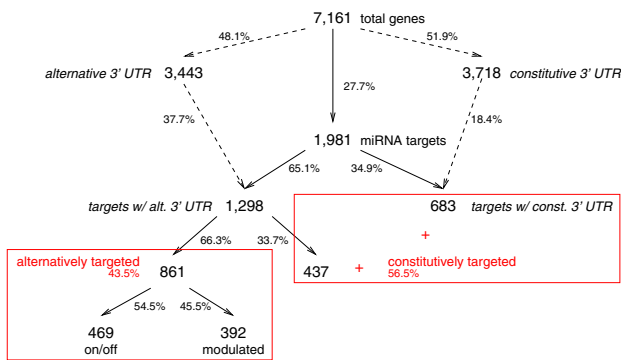 7,161 total genes
48.1% 51.9%
alternative 3' UTR 3,443 3,718 constitutive 3' UTR
27.7%
37.7% 18.4%
1,981 miRNA targets
65.1% 34.9%
targets w/ alt. 3' UTR 1,298 683 targets w/ const. 3' UTR
+
66.3% 33.7%
alternatively targeted 861 437 + constitutively targeted
43.5% 56.5%
54.5% 45.5%
469 392
on/off modulated